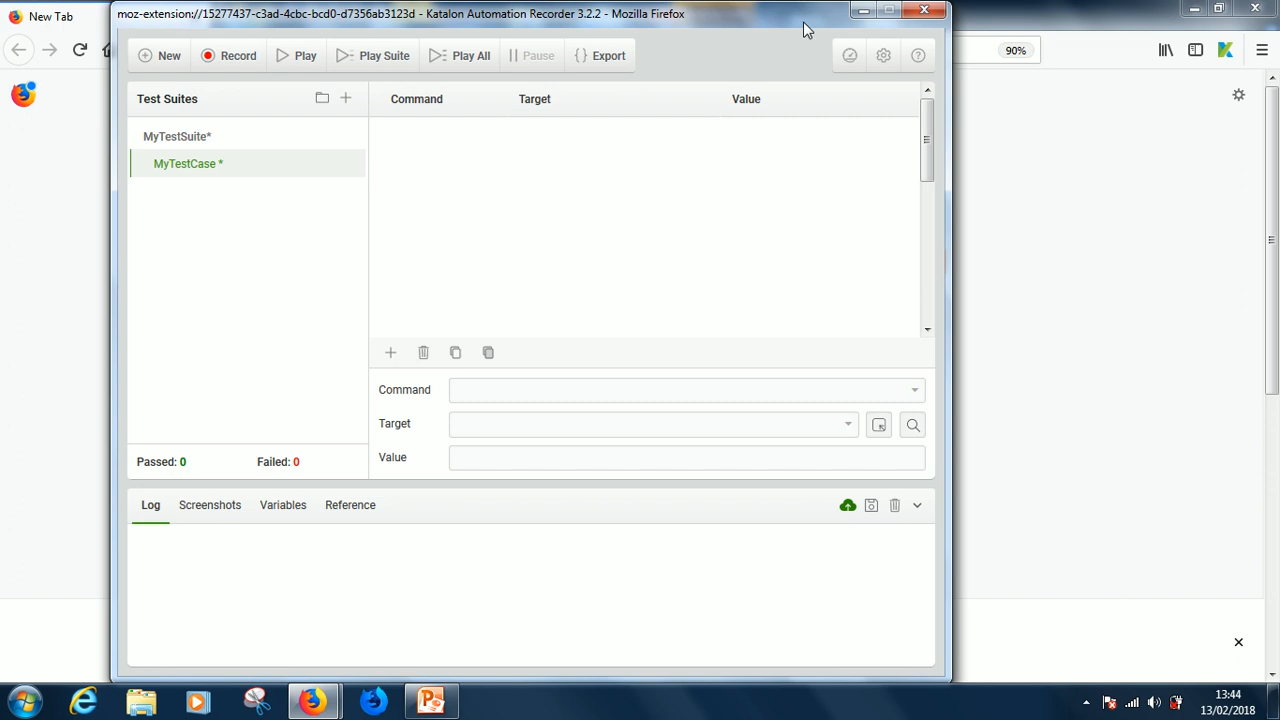 New Tab
moz-extension://15277437-c3ad-4cbc-bcd0-d7356ab3123d - Katalon Automation Recorder 3.2.2 - Mozilla Firefox
90%
New
Record
Play
Play Suite
Play All
Pause
Export
Test Suites
Command
Target
Value
MyTestSuite*
MyTestCase *
Command
Target
Value
Passed: 0
Failed: 0
Log
Screenshots
Variables
Reference
13:44
13/02/2018